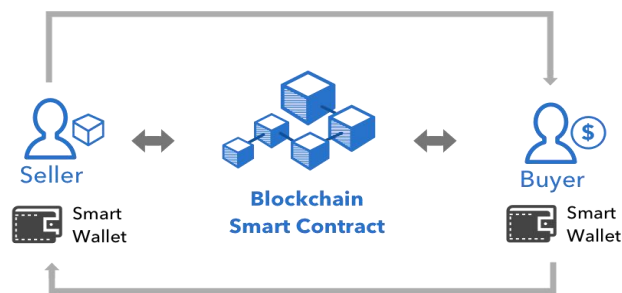 Seller
Smart
Wallet
Blockchain
Smart Contract
$
Buyer
Smart
Wallet